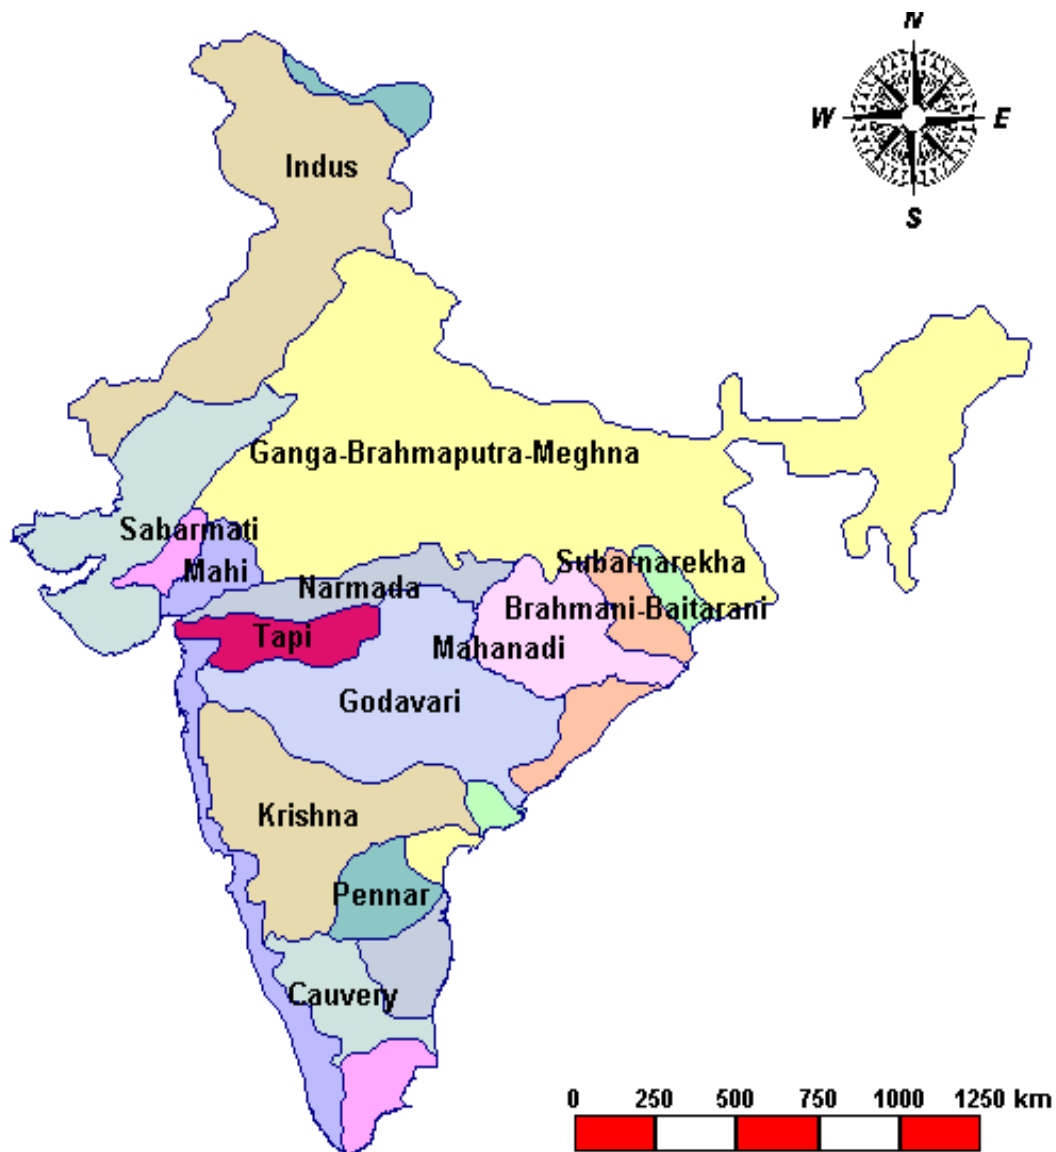 N
W
E
S
Indus
Ganga-Brahmaputra-Meghna
Sabarmati
Mahi
Subarnarekha
Narmada
Brahmani-Baitarani
Tapi
Mahanadi
Godavari
Krishna
Pennar
Cauvery
0 250 500 750 1000 1250 km